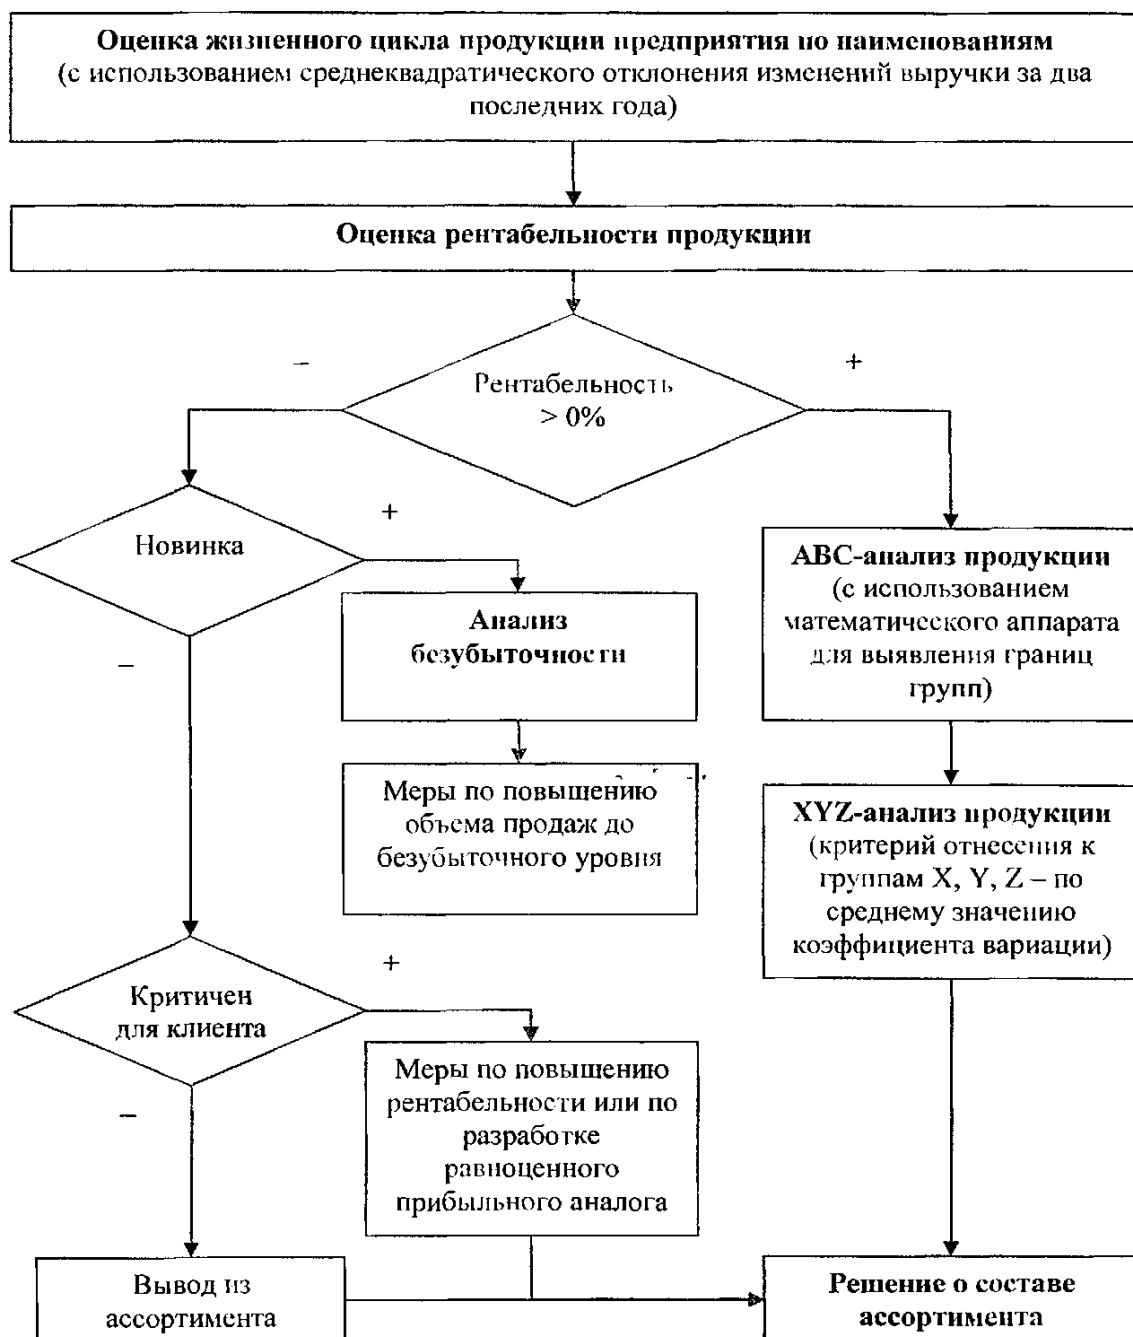 Оценка жизненного цикла продукции предприятия по наименованиям
(с использованием среднеквадратического отклонения изменений выручки за два
последних года)
Оценка рентабельности продукции
–
+
Рентабельность
> 0%
Новинка
+
–
Анализ
безубыточности
Меры по повышению
объема продаж до
безубыточного уровня
АВС-анализ продукции
(с использованием
математического аппарата
для выявления границ
групп)
XYZ-анализ продукции
(критерий отнесения к
группам X, Y, Z – по
среднему значению
коэффициента вариации)
Критичен
для клиента
+
–
Меры по повышению
рентабельности или по
разработке
равноценного
прибыльного аналога
Вывод из
ассортимента
Решение о составе
ассортимента